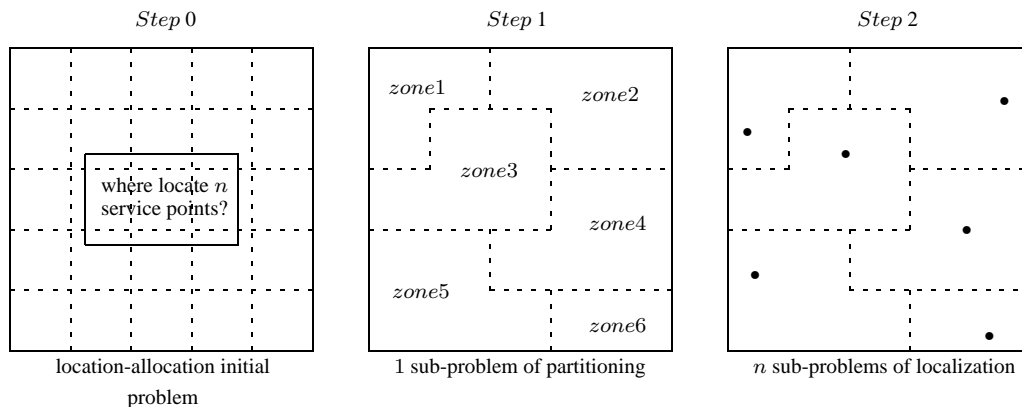 Step 0
Step 1
Step 2
where locate n
service points?
zone1
zone2
zone3
zone4
zone5
zone6
location-allocation initial
problem
1 sub-problem of partitioning
n sub-problems of localization